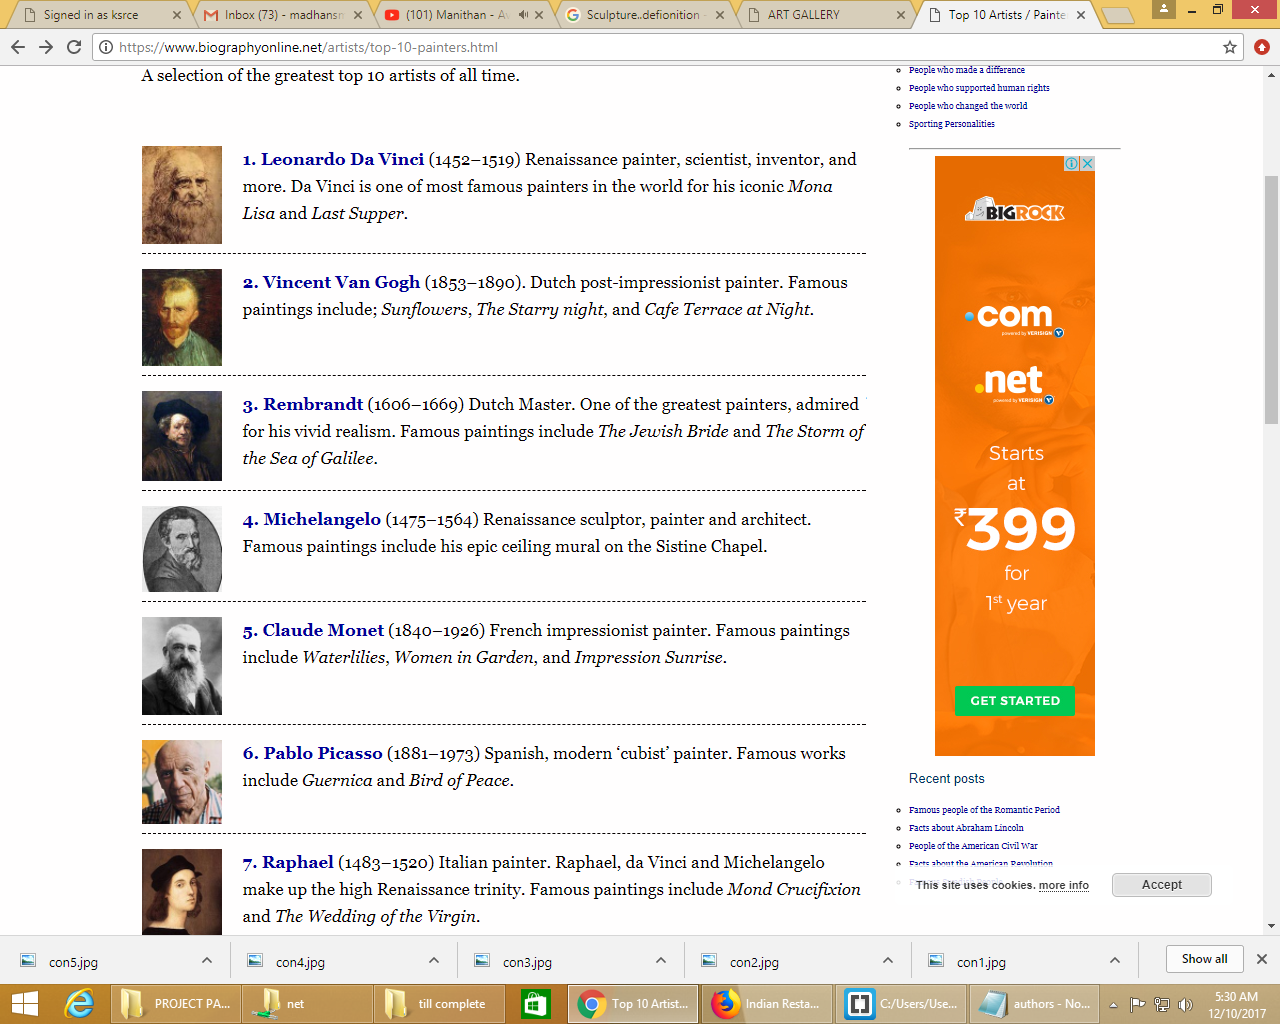 Signed in as ksrce
Inbox (73) - madhansm
(101) Manithan - Aw
Sculpture..defionition -
ART GALLERY
Top 10 Artists / Painte
https://www.biographyonline.net/artists/top-10-painters.html
A selection of the greatest top 10 artists of all time.
1. Leonardo Da Vinci (1452–1519) Renaissance painter, scientist, inventor, and
more. Da Vinci is one of most famous painters in the world for his iconic Mona
Lisa and Last Supper.
2. Vincent Van Gogh (1853–1890). Dutch post-impressionist painter. Famous
paintings include; Sunflowers, The Starry night, and Cafe Terrace at Night.
3. Rembrandt (1606–1669) Dutch Master. One of the greatest painters, admired
for his vivid realism. Famous paintings include The Jewish Bride and The Storm of
the Sea of Galilee.
4. Michelangelo (1475–1564) Renaissance sculptor, painter and architect.
Famous paintings include his epic ceiling mural on the Sistine Chapel.
5. Claude Monet (1840–1926) French impressionist painter. Famous paintings
include Waterlilies, Women in Garden, and Impression Sunrise.
6. Pablo Picasso (1881–1973) Spanish, modern ‘cubist’ painter. Famous works
include Guernica and Bird of Peace.
7. Raphael (1483–1520) Italian painter. Raphael, da Vinci and Michelangelo
make up the high Renaissance trinity. Famous paintings include Mond Crucifixion
and The Wedding of the Virgin.
People who made a difference
People who supported human rights
People who changed the world
Sporting Personalities
BIGROCK
.com
powered by VERISIGN
.net
powered by VERISIGN
Starts
at
₹399
for
1st year
GET STARTED
Recent posts
Famous people of the Romantic Period
Facts about Abraham Lincoln
People of the American Civil War
Facts about the American Revolution
This site uses cookies. more info
Accept
con5.jpg
con4.jpg
con3.jpg
con2.jpg
con1.jpg
Show all
PROJECT PA...
net
till complete
Top 10 Artist...
Indian Resta...
C:/Users/Use...
authors - No...
5:30 AM
12/10/2017